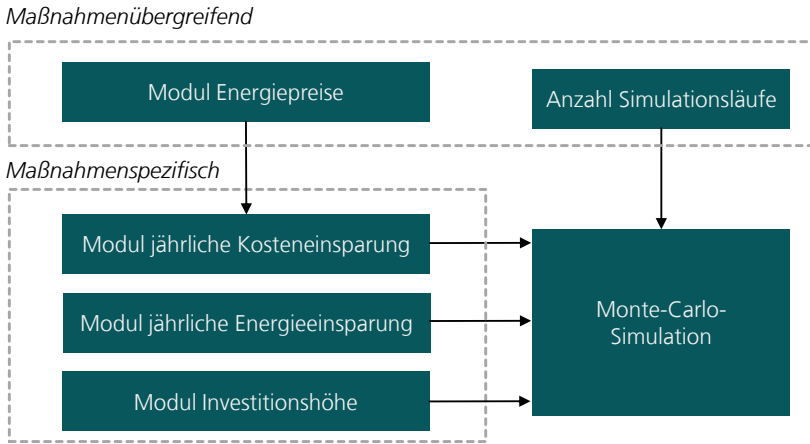 Maßnahmenübergreifend
Modul Energiepreise
Anzahl Simulationsläufe
Maßnahmenspezifisch
Modul jährliche Kosteneinsparung
Modul jährliche Energieeinsparung
Modul Investitionshöhe
Monte-Carlo-
Simulation